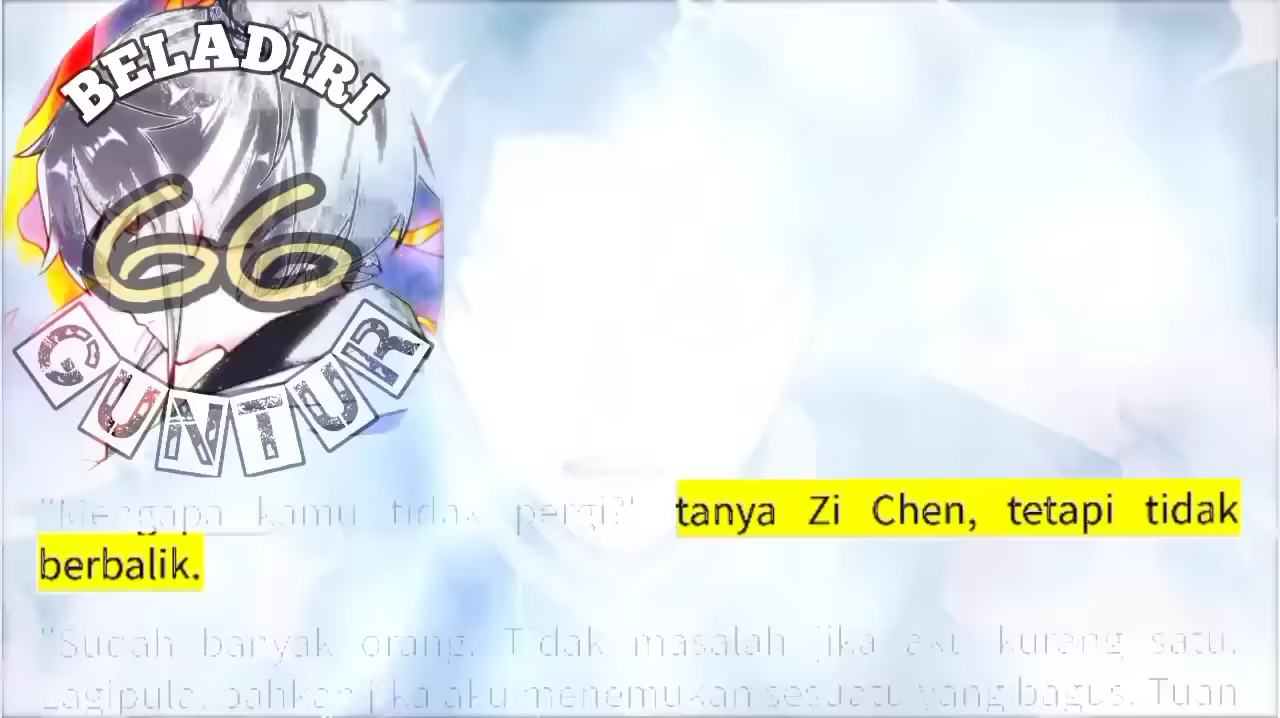 BELADIRI
66
GUNTUR
"Mengapa kamu tidak pergi?" tanya Zi Chen, tetapi tidak
berbalik.
"Sudah banyak orang. Tidak masalah jika aku kurang satu.
Lagipula, bahkan jika aku menemukan sesuatu yang bagus, Tuan